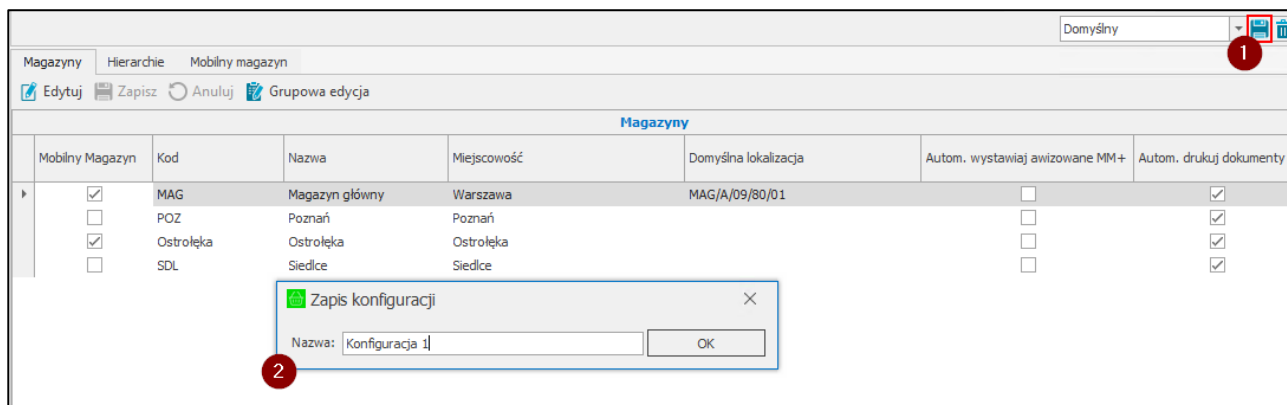 Domyślny
1
Magazyny Hierarchie Mobilny magazyn
Edytuj Zapisz Anuluj Grupowa edycja
Magazyny
Mobilny Magazyn Kod Nazwa Miejscowość Domyślna lokalizacja Autom. wystawiaj awizowane MM+ Autom. drukuj dokumenty
MAG Magazyn główny Warszawa MAG/A/09/80/01
POZ Poznań Poznań
Ostrołęka Ostrołęka Ostrołęka
SDL Siedlce Siedlce
Zapis konfiguracji
Nazwa: Konfiguracja 1 OK
2